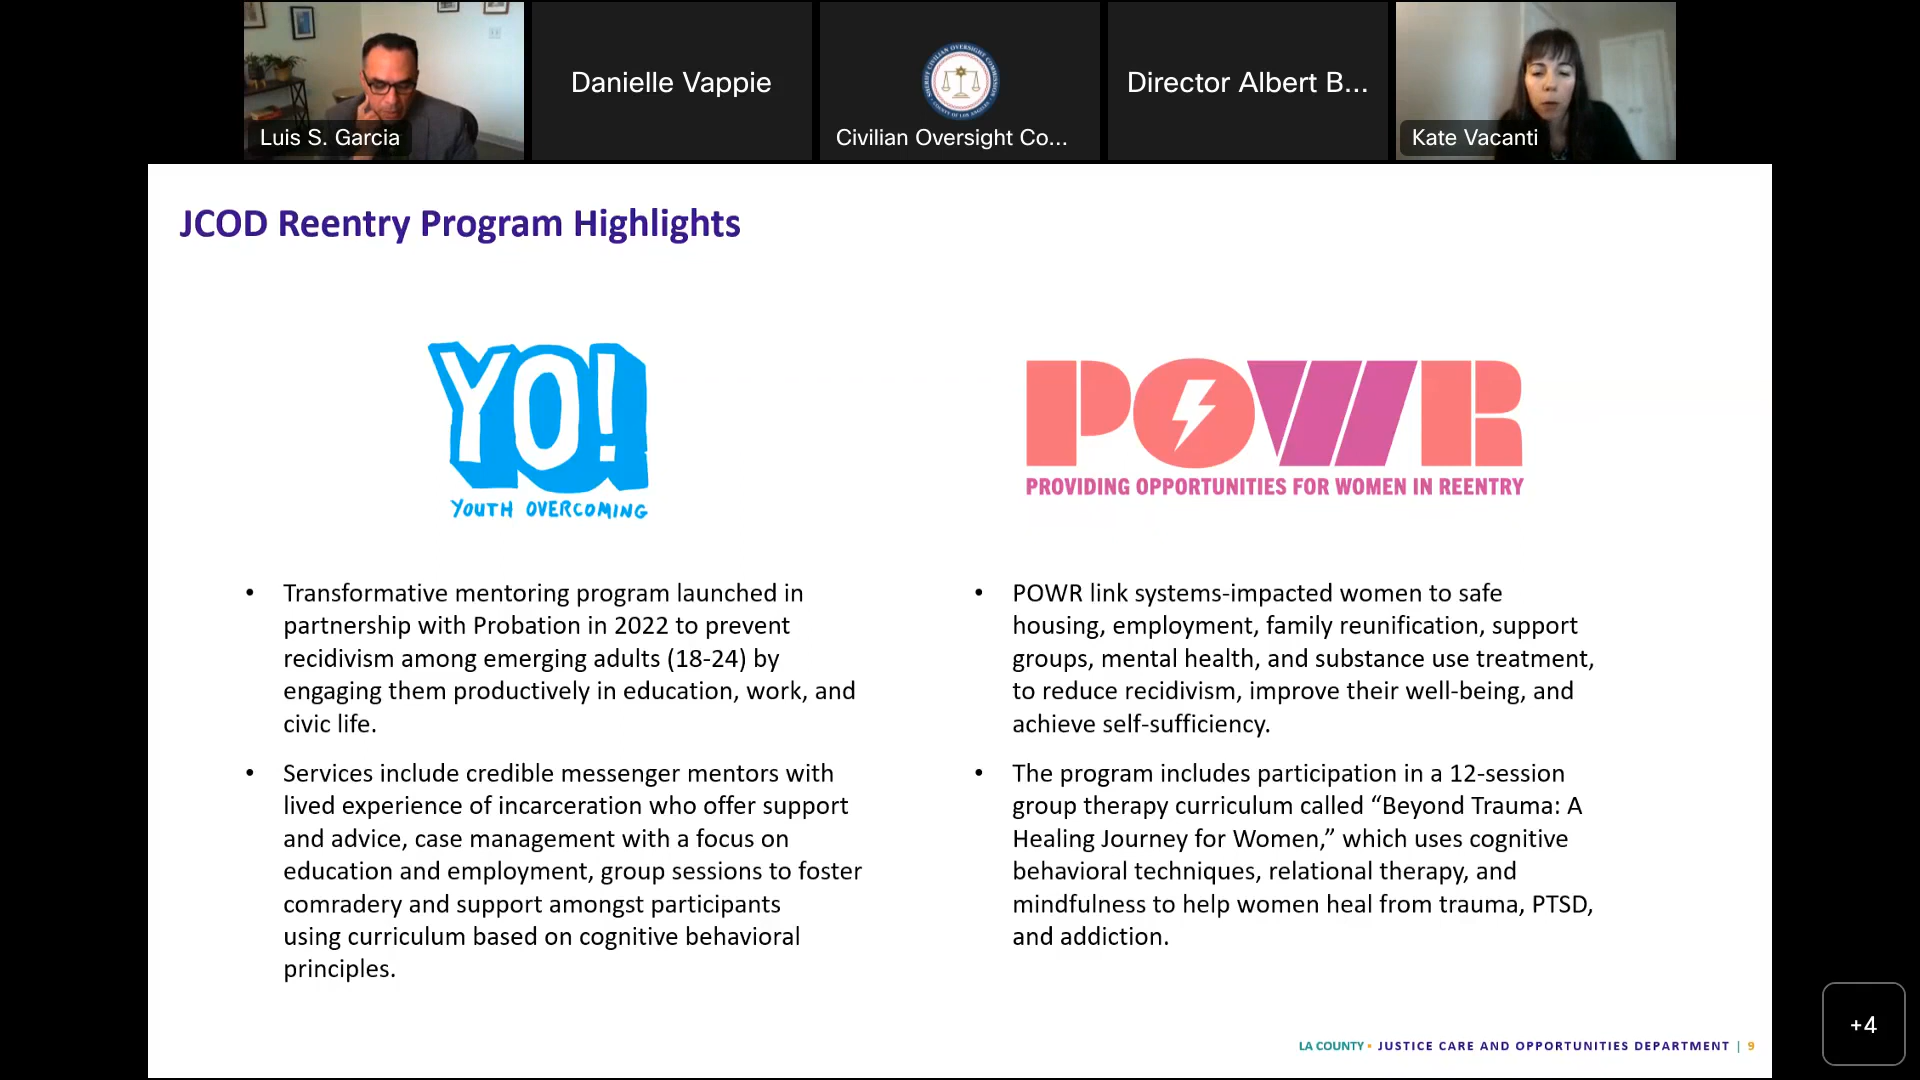 Luis S. Garcia
Danielle Vappie
Civilian Oversight Co...
Director Albert B...
Kate Vacanti
JCOD Reentry Program Highlights
YO!
YOUTH OVERCOMING
POWR
PROVIDING OPPORTUNITIES FOR WOMEN IN REENTRY
• Transformative mentoring program launched in
partnership with Probation in 2022 to prevent
recidivism among emerging adults (18-24) by
engaging them productively in education, work, and
civic life.
• Services include credible messenger mentors with
lived experience of incarceration who offer support
and advice, case management with a focus on
education and employment, group sessions to foster
comradery and support amongst participants
using curriculum based on cognitive behavioral
principles.
• POWR link systems-impacted women to safe
housing, employment, family reunification, support
groups, mental health, and substance use treatment,
to reduce recidivism, improve their well-being, and
achieve self-sufficiency.
• The program includes participation in a 12-session
group therapy curriculum called “Beyond Trauma: A
Healing Journey for Women,” which uses cognitive
behavioral techniques, relational therapy, and
mindfulness to help women heal from trauma, PTSD,
and addiction.
+4
LA COUNTY • JUSTICE CARE AND OPPORTUNITIES DEPARTMENT | 9